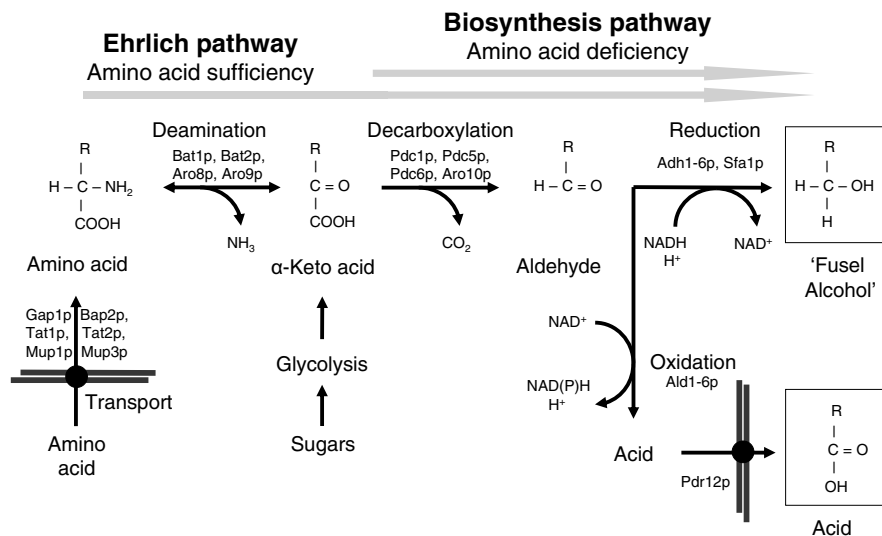 Ehrlich pathway
Amino acid sufficiency
Biosynthesis pathway
Amino acid deficiency
Deamination
Bat1p, Bat2p,
Aro8p, Aro9p
Decarboxylation
Pdc1p, Pdc5p,
Pdc6p, Aro10p
Reduction
Adh1-6p, Sfa1p
R
H – C – NH₂
COOH
R
C = O
COOH
R
H – C = O
R
H – C – OH
H
NH₃
CO₂
NADH
H⁺
NAD⁺
Amino acid
α-Keto acid
Aldehyde
'Fusel
Alcohol'
Gap1p Bap2p,
Tat1p, Tat2p,
Mup1p Mup3p
Transport
Amino
acid
Glycolysis
Sugars
NAD⁺
NAD(P)H
H⁺
Oxidation
Ald1-6p
Acid
Pdr12p
R
C = O
OH
Acid